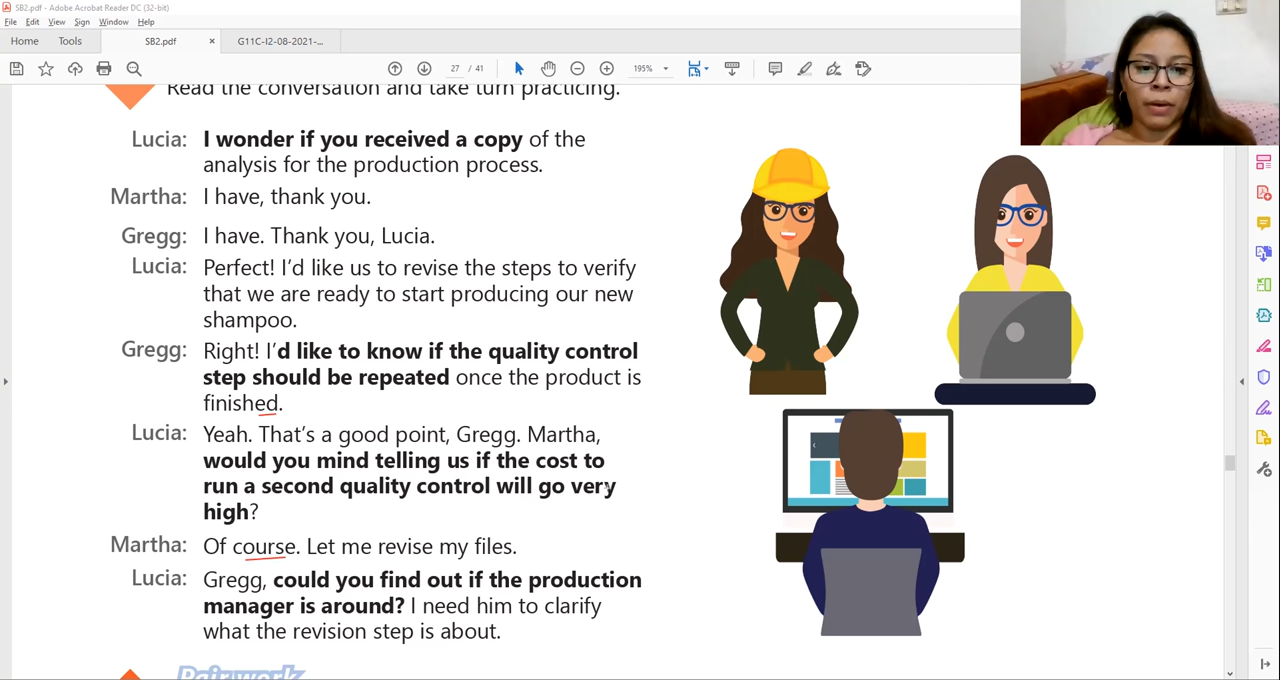 SB2.pdf - Adobe Acrobat Reader DC (32-bit)
File Edit View Sign Window Help
Home Tools SB2.pdf × G11C-I2-08-2021-...
27 / 41 195%
Read the conversation and take turn practicing.
Lucia: I wonder if you received a copy of the
analysis for the production process.
Martha: I have, thank you.
Gregg: I have. Thank you, Lucia.
Lucia: Perfect! I'd like us to revise the steps to verify
that we are ready to start producing our new
shampoo.
Gregg: Right! I'd like to know if the quality control
step should be repeated once the product is
finished.
Lucia: Yeah. That's a good point, Gregg. Martha,
would you mind telling us if the cost to
run a second quality control will go very
high?
Martha: Of course. Let me revise my files.
Lucia: Gregg, could you find out if the production
manager is around? I need him to clarify
what the revision step is about.
Pair work